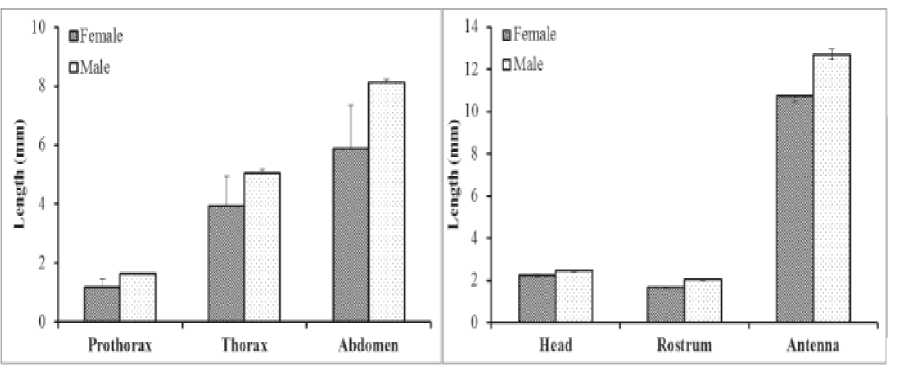 10
8
6
4
2
0
Length (mm)
Female
Male
Prothorax Thorax Abdomen
14
12
10
8
6
4
2
0
Length (mm)
Female
Male
Head Rostrum Antenna